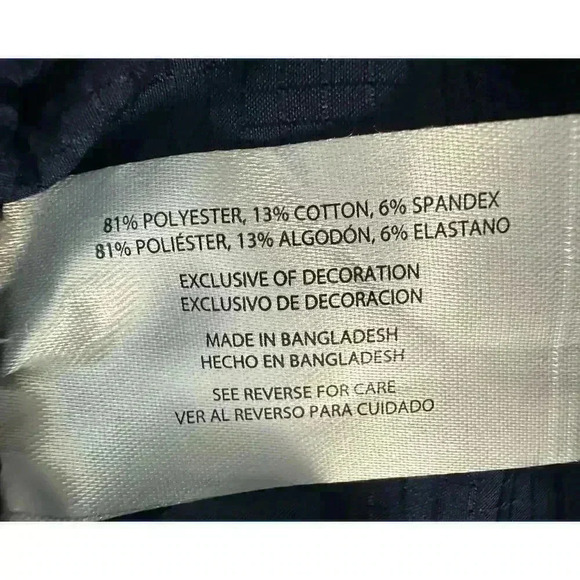 81% POLYESTER, 13% COTTON, 6% SPANDEX
81% POLIÉSTER, 13% ALGODÓN, 6% ELASTANO
EXCLUSIVE OF DECORATION
EXCLUSIVO DE DECORACION
MADE IN BANGLADESH
HECHO EN BANGLADESH
SEE REVERSE FOR CARE
VER AL REVERSO PARA CUIDADO